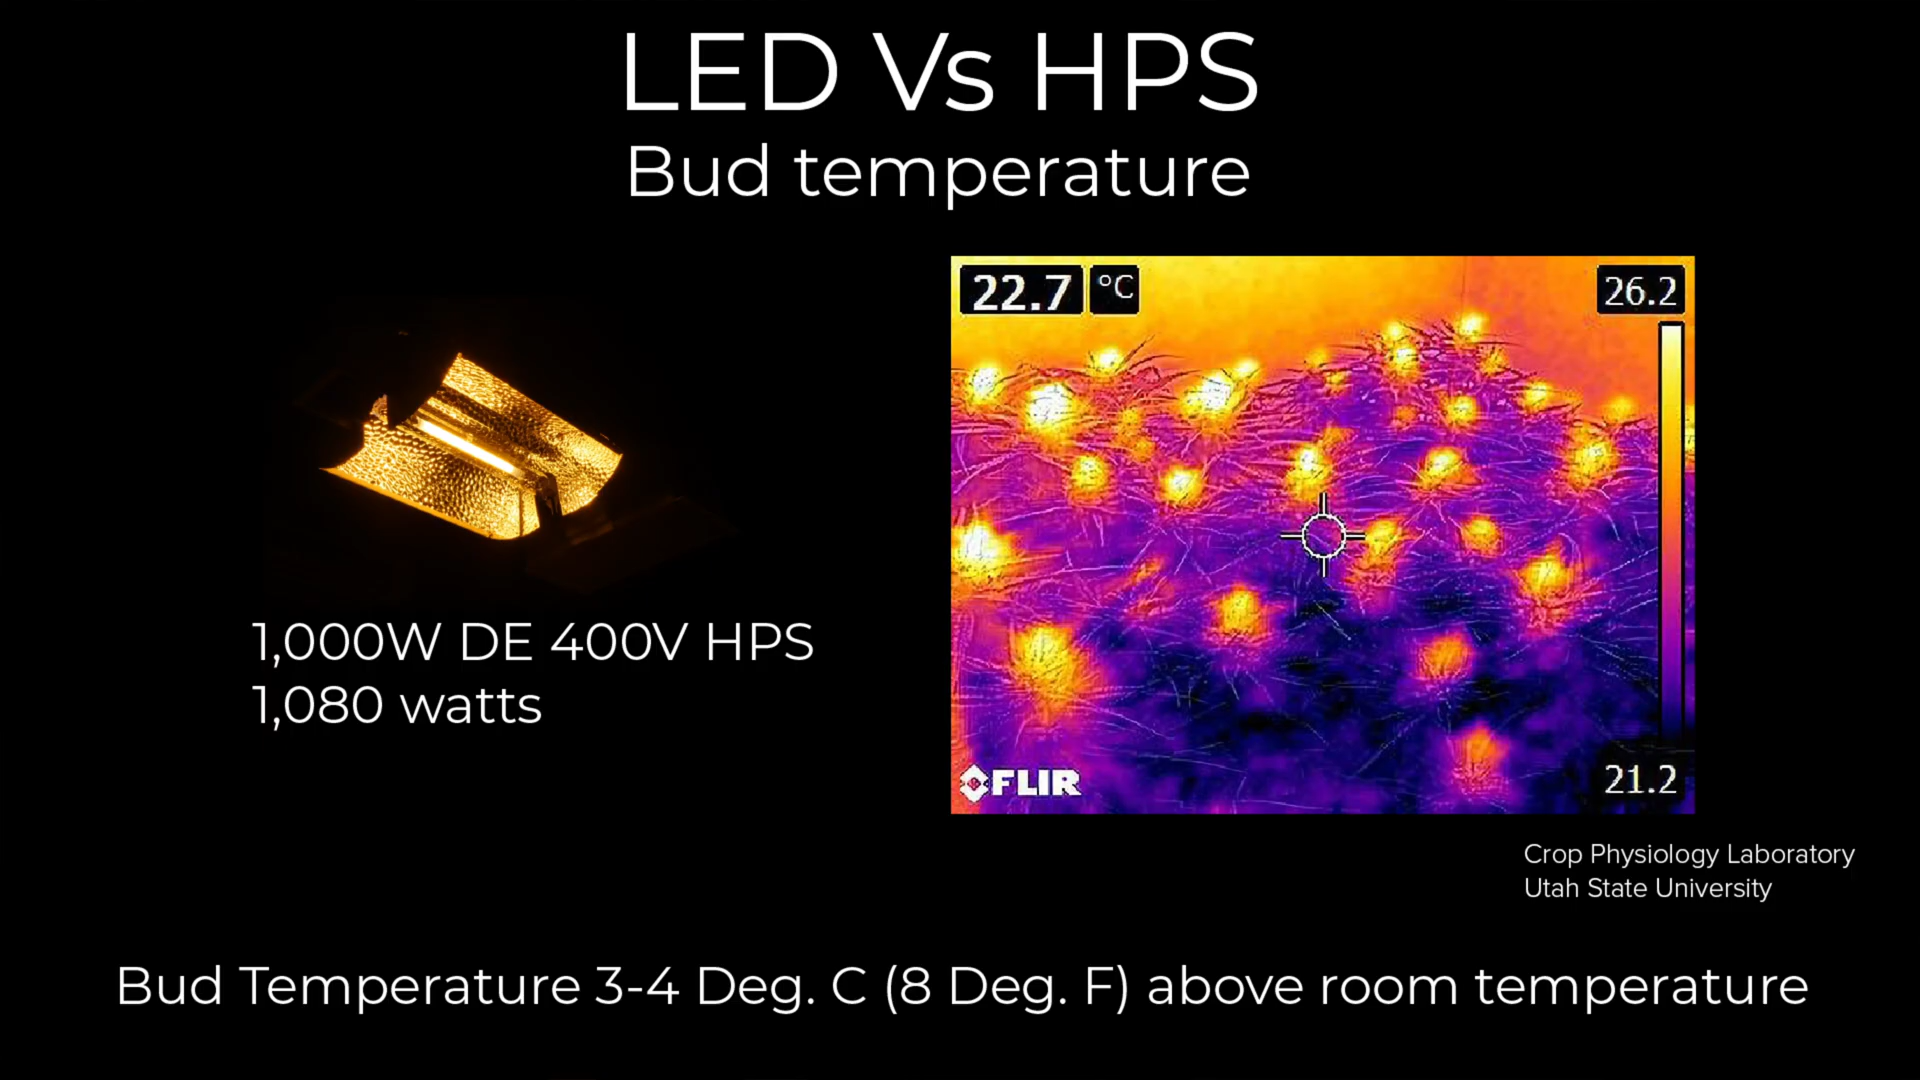 LED Vs HPS
Bud temperature
22.7 °C
26.2
21.2
FLIR
1,000W DE 400V HPS
1,080 watts
Crop Physiology Laboratory
Utah State University
Bud Temperature 3-4 Deg. C (8 Deg. F) above room temperature